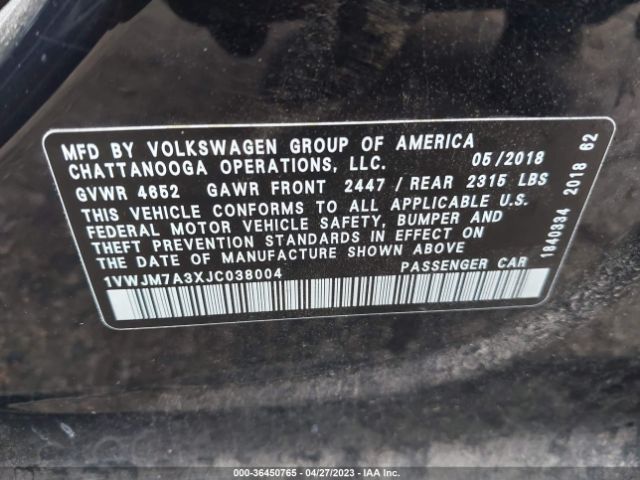 MFD BY VOLKSWAGEN GROUP OF AMERICA
CHATTANOOGA OPERATIONS, LLC. 05/2018
GVWR 4652 GAWR FRONT 2447/REAR 2315 LBS
THIS VEHICLE CONFORMS TO ALL APPLICABLE U.S.
FEDERAL MOTOR VEHICLE SAFETY, BUMPER AND
THEFT PREVENTION STANDARDS IN EFFECT ON
THE DATE OF MANUFACTURE SHOWN ABOVE
1VWJM7A3XJC038004 PASSENGER CAR
1840334 2018 62
000-36450765 - 04/27/2023 - IAA Inc.